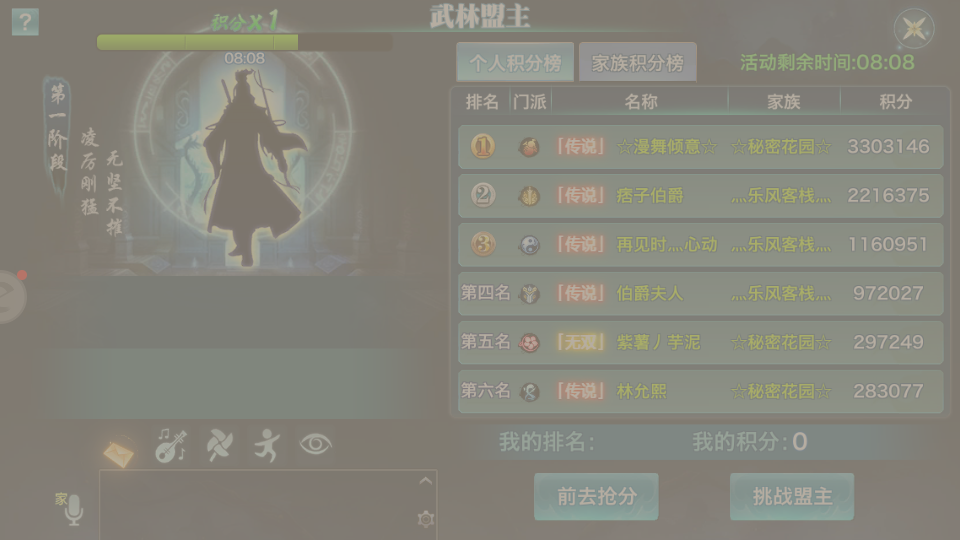 ?
积分X1
武林盟主
08:08
个人积分榜 家族积分榜 活动剩余时间:08:08
第一阶段
凌厉刚猛
无坚不摧
排名 门派 名称 家族 积分
1 「传说」 ☆漫舞倾意☆ ☆秘密花园☆ 3303146
2 「传说」 痞子伯爵 灬乐风客栈灬 2216375
3 「传说」 再见时灬心动 灬乐风客栈灬 1160951
第四名 「传说」 伯爵夫人 灬乐风客栈灬 972027
第五名 「无双」 紫薯丿芋泥 ☆秘密花园☆ 297249
第六名 「传说」 林允熙 ☆秘密花园☆ 283077
我的排名: 我的积分:0
家
前去抢分 挑战盟主